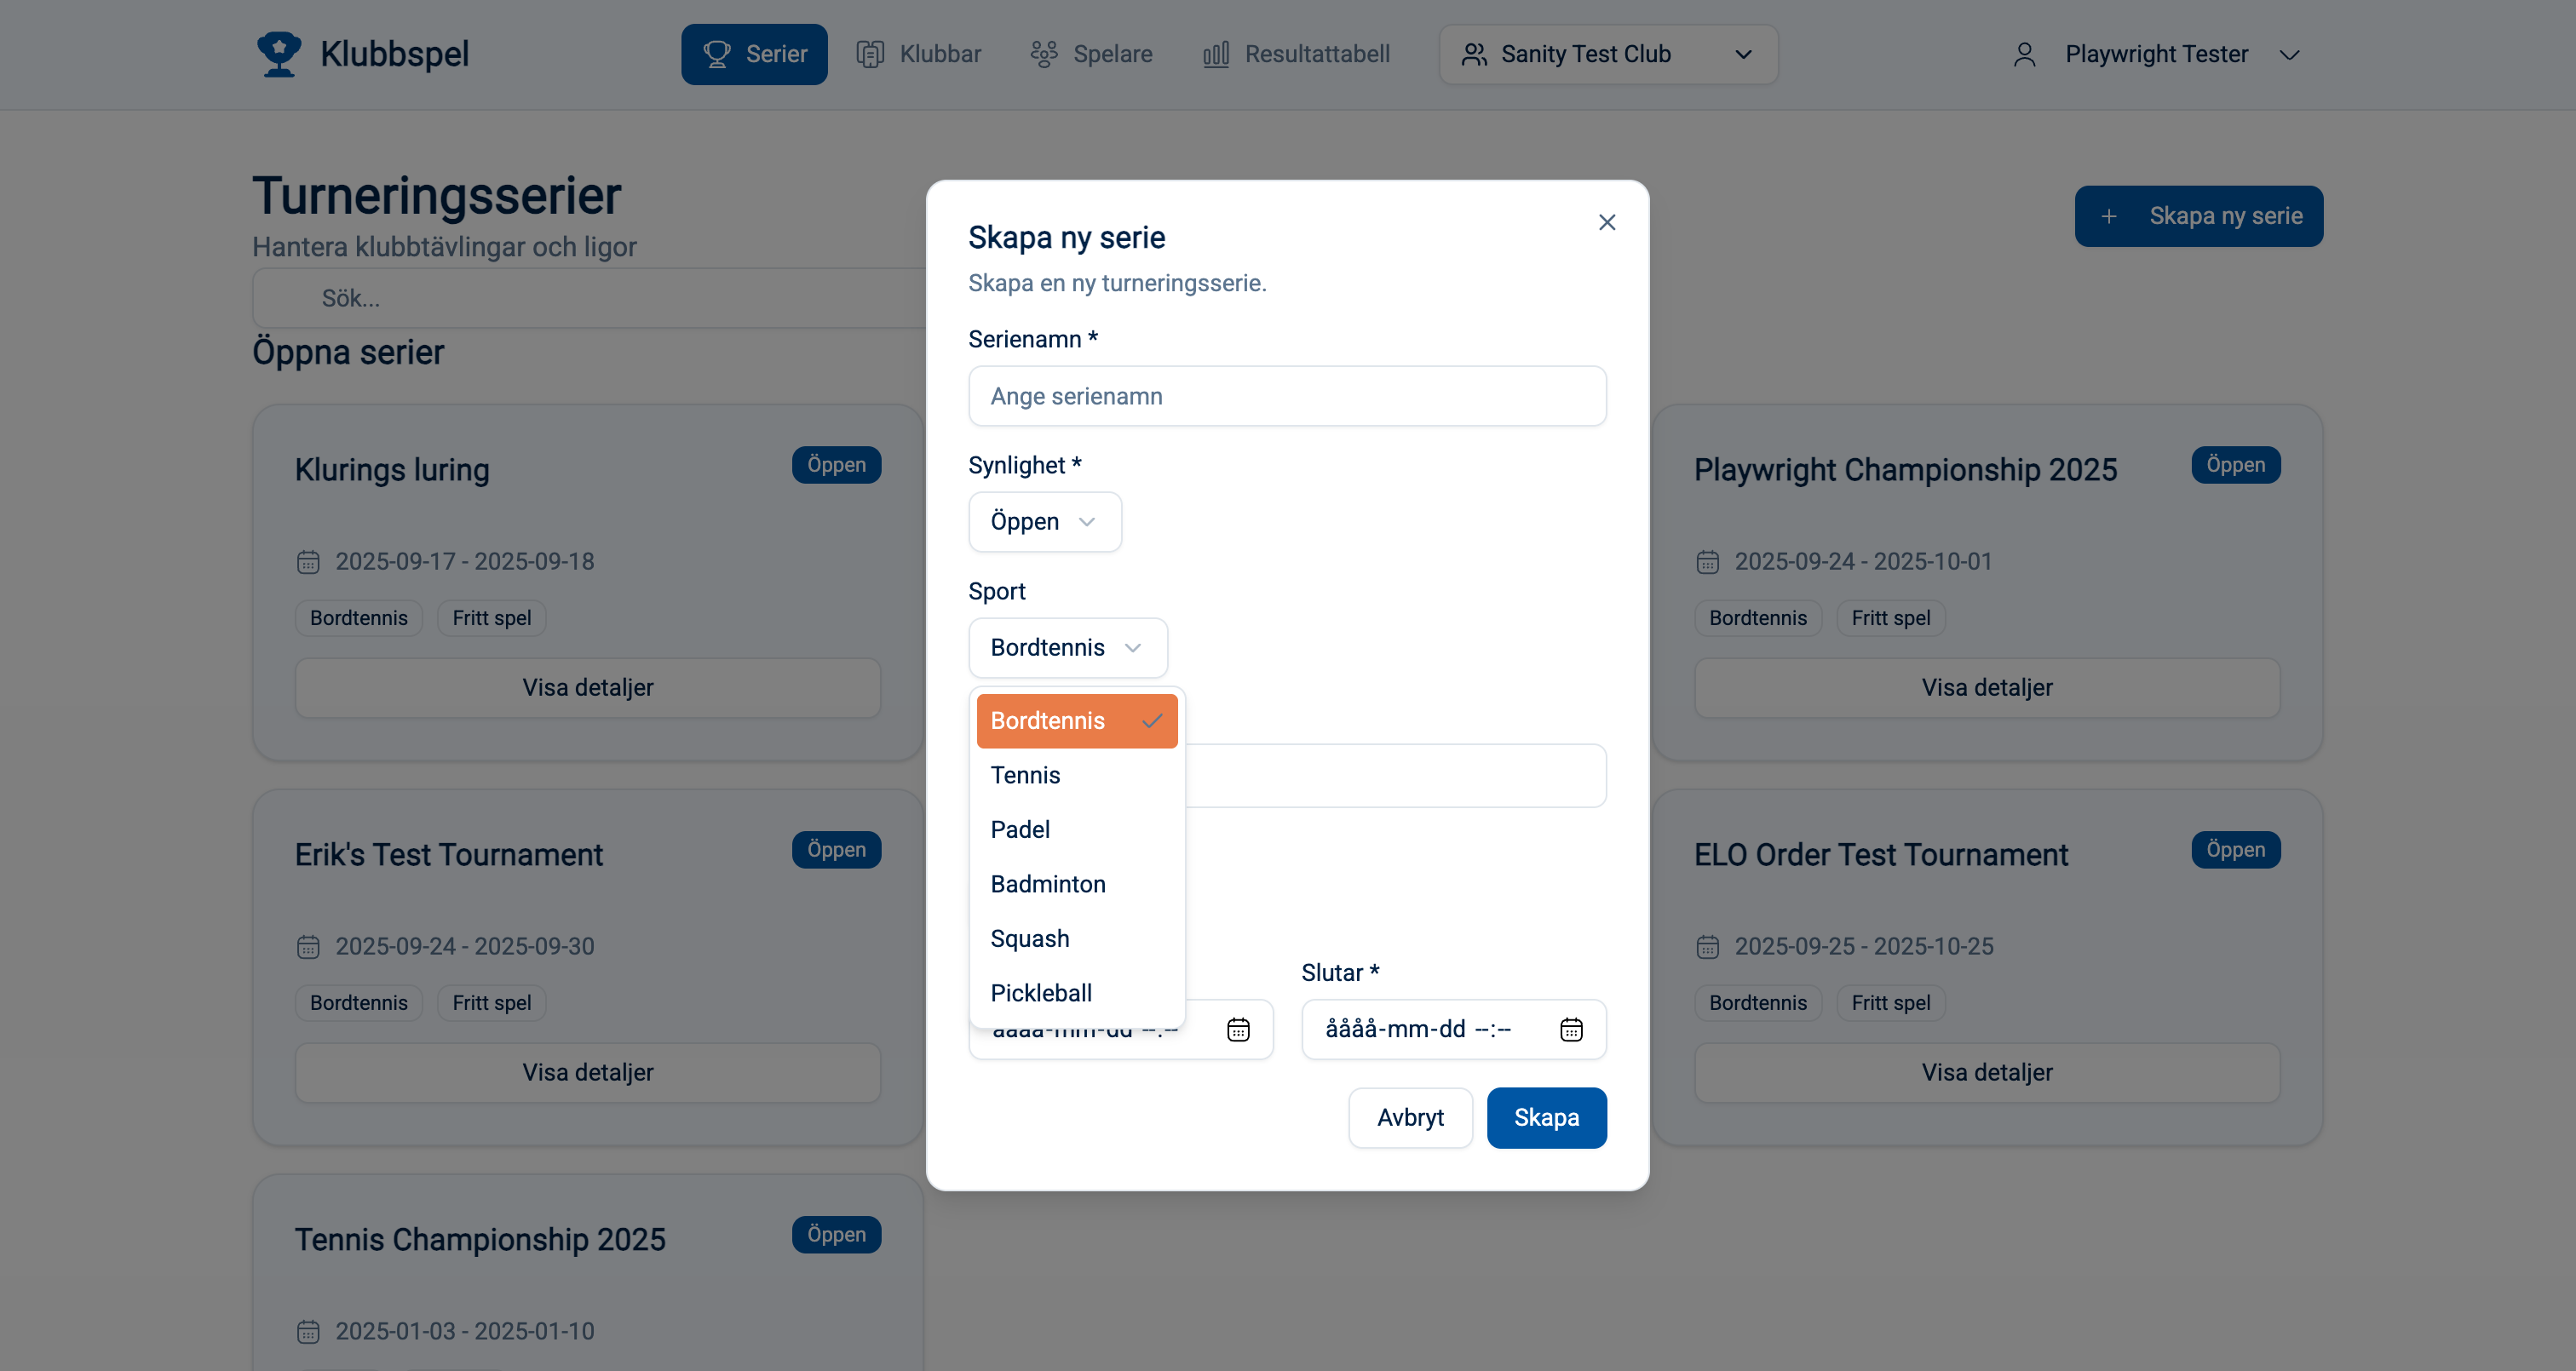 Klubbspel
Serier
Klubbar
Spelare
Resultattabell
Sanity Test Club
Playwright Tester
Turneringsserier
Hantera klubbtävlingar och ligor
Skapa ny serie
Sök...
Öppna serier
Klurings luring
Öppen
2025-09-17 - 2025-09-18
Bordtennis
Fritt spel
Visa detaljer
Playwright Championship 2025
Öppen
2025-09-24 - 2025-10-01
Bordtennis
Fritt spel
Visa detaljer
Erik's Test Tournament
Öppen
2025-09-24 - 2025-09-30
Bordtennis
Fritt spel
Visa detaljer
ELO Order Test Tournament
Öppen
2025-09-25 - 2025-10-25
Bordtennis
Fritt spel
Visa detaljer
Tennis Championship 2025
Öppen
2025-01-03 - 2025-01-10
Skapa ny serie
Skapa en ny turneringsserie.
Serienamn *
Ange serienamn
Synlighet *
Öppen
Sport
Bordtennis
Bordtennis
Tennis
Padel
Badminton
Squash
Pickleball
åååå-mm-dd --:--
Slutar *
åååå-mm-dd --:--
Avbryt
Skapa